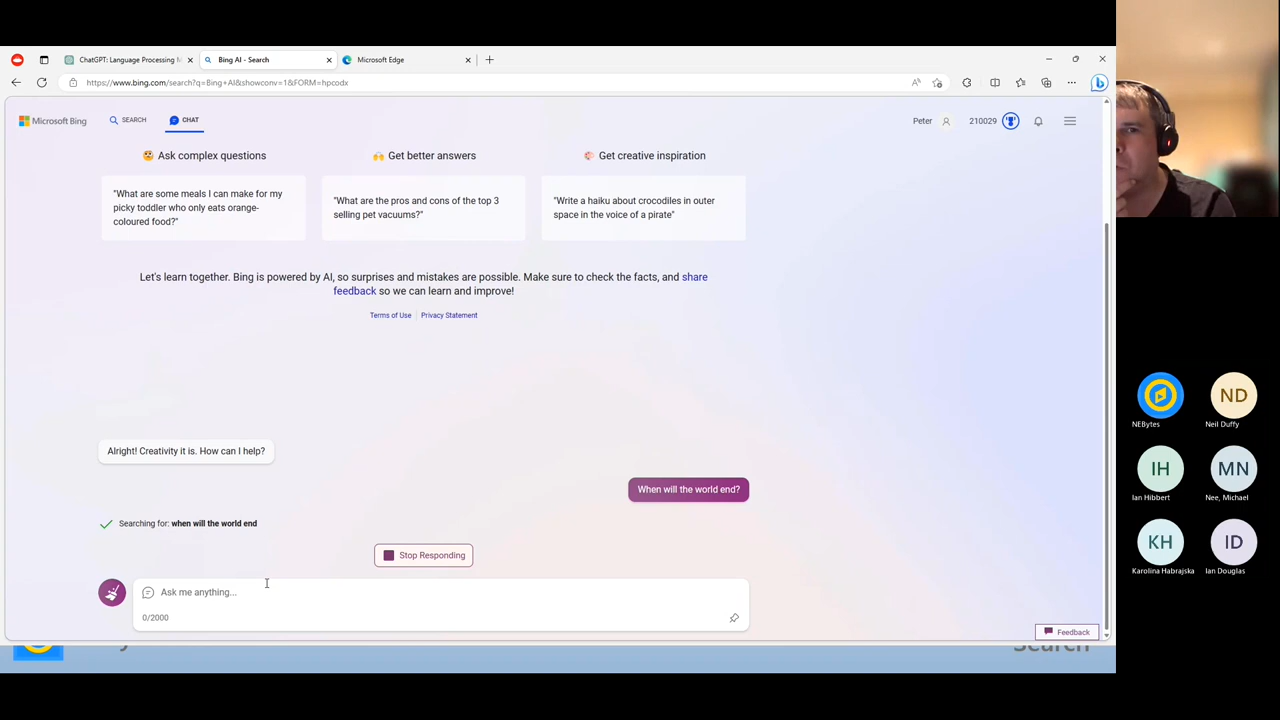 ChatGPT: Language Processing M
Bing AI - Search
Microsoft Edge
https://www.bing.com/search?q=Bing+AI&showconv=1&FORM=hpcodx
Microsoft Bing
SEARCH
CHAT
Peter
210029
Ask complex questions
Get better answers
Get creative inspiration
"What are some meals I can make for my
picky toddler who only eats orange-
coloured food?"
"What are the pros and cons of the top 3
selling pet vacuums?"
"Write a haiku about crocodiles in outer
space in the voice of a pirate"
Let's learn together. Bing is powered by AI, so surprises and mistakes are possible. Make sure to check the facts, and share
feedback so we can learn and improve!
Terms of Use
Privacy Statement
Alright! Creativity it is. How can I help?
When will the world end?
Searching for: when will the world end
Stop Responding
Ask me anything...
0/2000
Feedback
Search
NEBytes
ND
Neil Duffy
IH
Ian Hibbert
MN
Nee, Michael
KH
Karolina Habrajska
ID
Ian Douglas